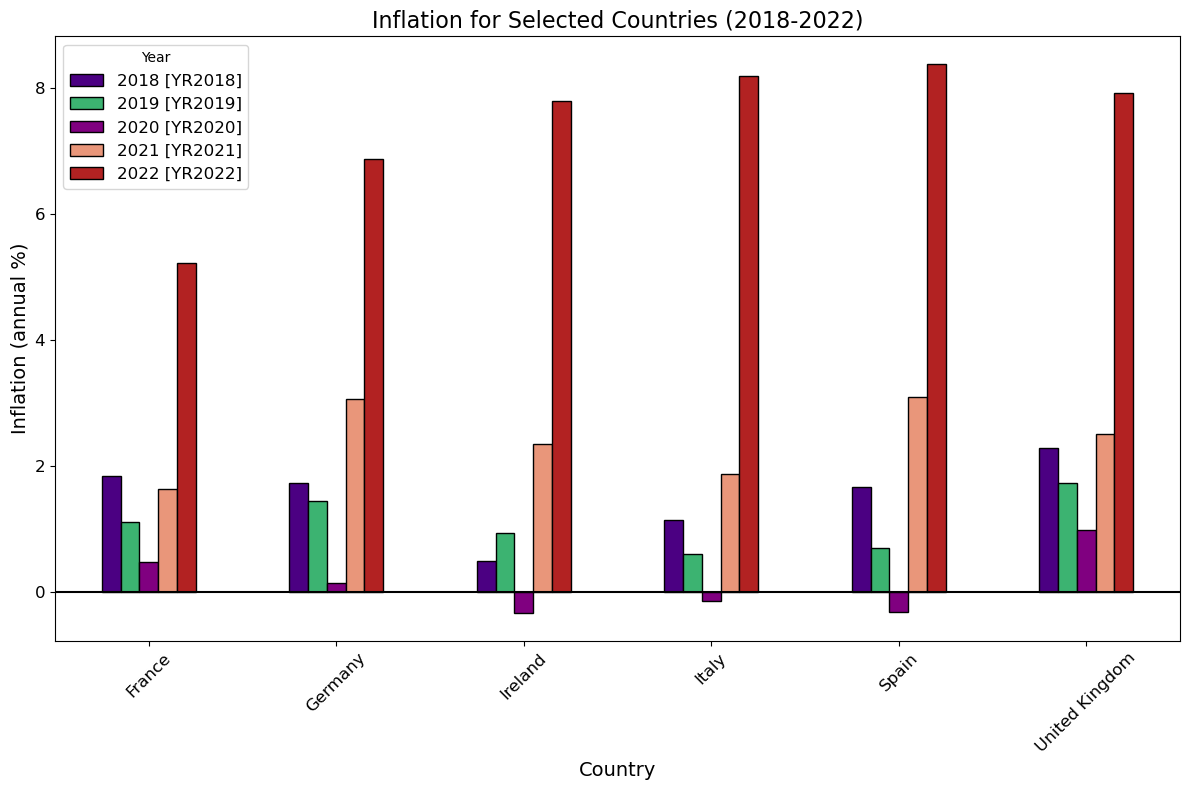 Inflation for Selected Countries (2018-2022)
Year
2018 [YR2018]
2019 [YR2019]
2020 [YR2020]
2021 [YR2021]
2022 [YR2022]
Inflation (annual %)
8
6
4
2
0
France
Germany
Ireland
Italy
Spain
United Kingdom
Country